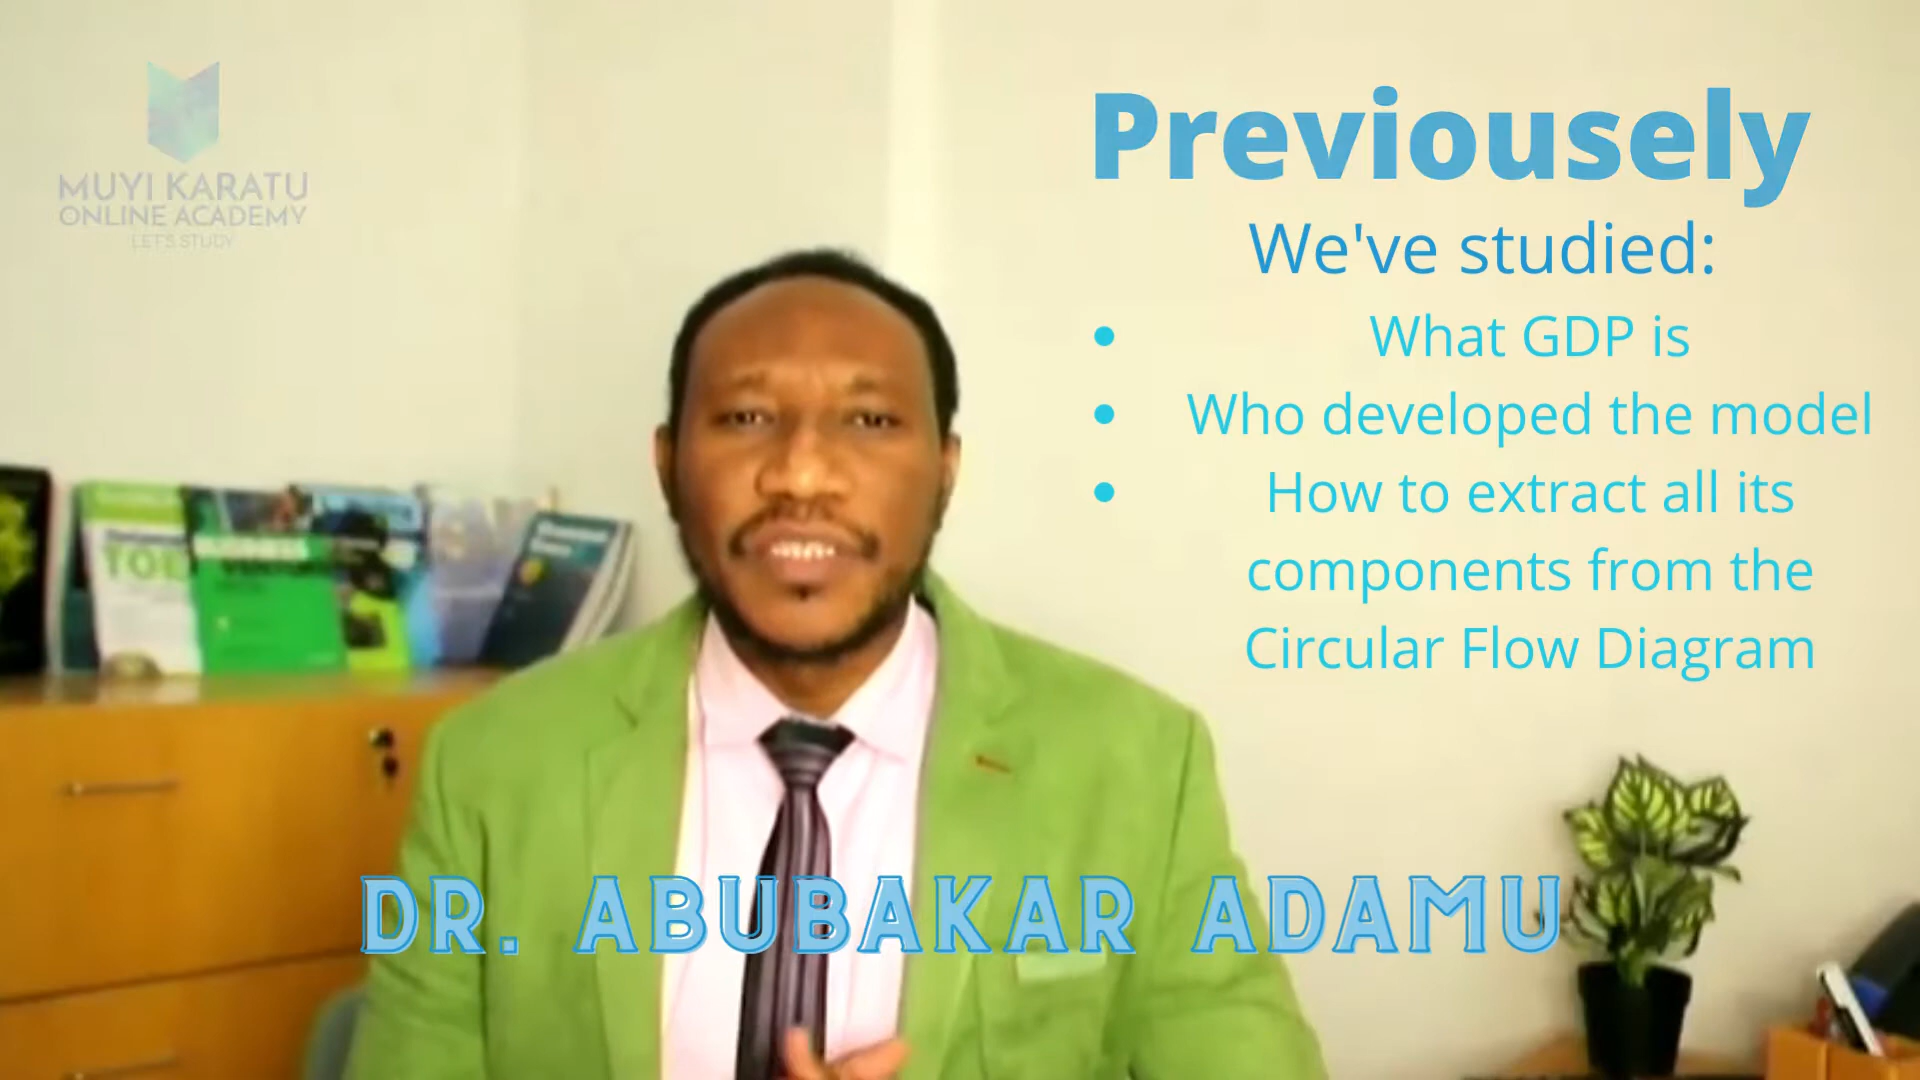 MUYI KARATU
ONLINE ACADEMY
LET'S STUDY
Previousely
We've studied:
• What GDP is
• Who developed the model
• How to extract all its
components from the
Circular Flow Diagram
DR. ABUBAKAR ADAMU